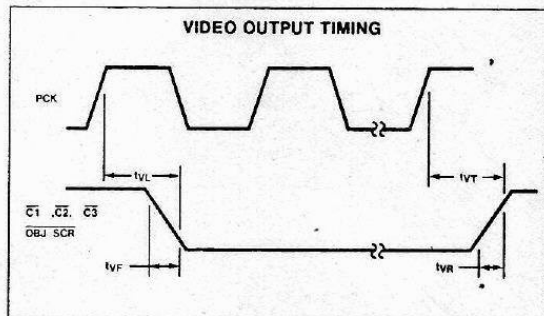 VIDEO OUTPUT TIMING
PCK
tVL
tVT
C1 ,C2, C3
OBJ SCR
tVF
tVR